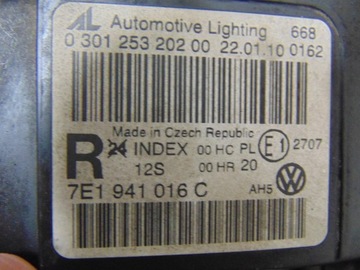 AL Automotive Lighting 668
0 301 253 202 00 22.01.10 0162
Made in Czech Republic
R 24 INDEX 00 HC PL E1 2707
12S 00 HR 20
7E1 941 016 C AH5 VW